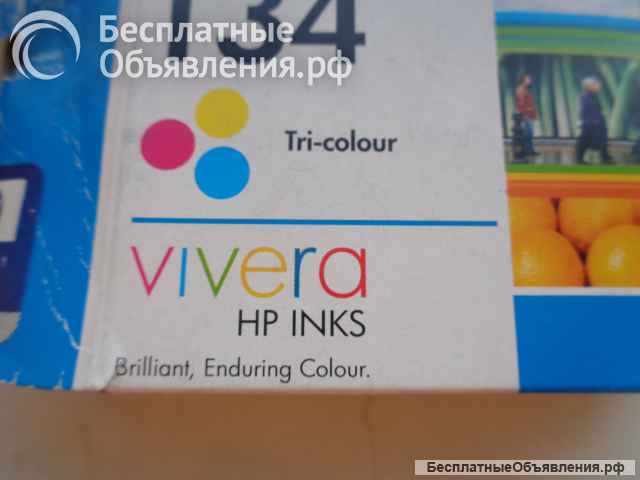 Бесплатные
Объявления.рф
134
Tri-colour
vivera
HP INKS
Brilliant, Enduring Colour.
БесплатныеОбъявления.рф